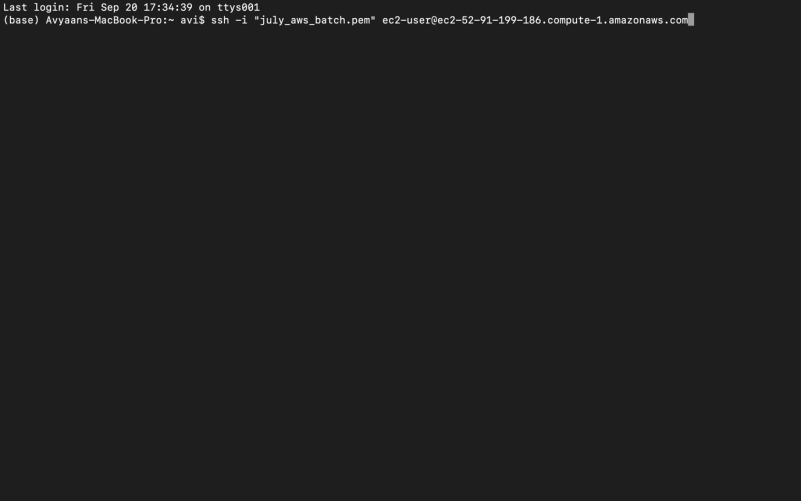 Last login: Fri Sep 20 17:34:39 on ttys001
(base) Avyaans-MacBook-Pro:~ avi$ ssh -i "july_aws_batch.pem" ec2-user@ec2-52-91-199-186.compute-1.amazonaws.com